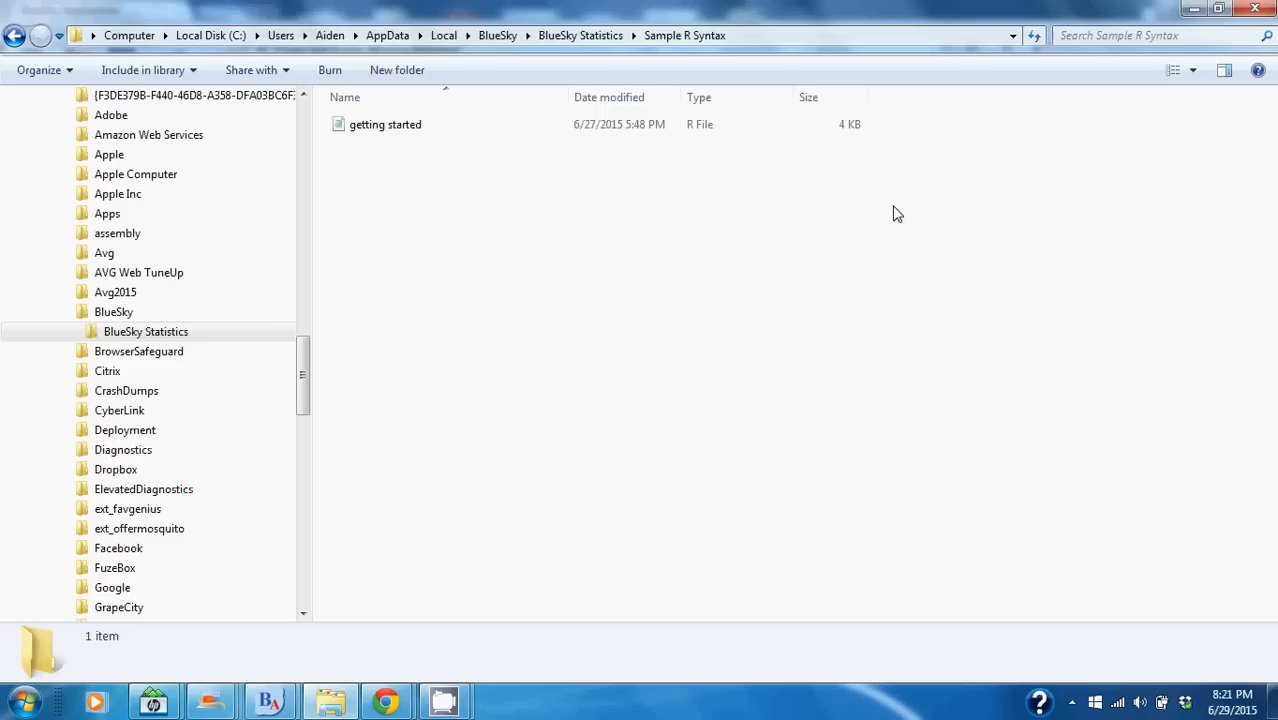 Computer Local Disk (C:) Users Aiden AppData Local BlueSky BlueSky Statistics Sample R Syntax Search Sample R Syntax
Organize Include in library Share with Burn New folder
Name Date modified Type Size
getting started 6/27/2015 5:48 PM R File 4 KB
{F3DE379B-F440-46D8-A358-DFA03BC6F3
Adobe
Amazon Web Services
Apple
Apple Computer
Apple Inc
Apps
assembly
Avg
AVG Web TuneUp
Avg2015
BlueSky
BlueSky Statistics
BrowserSafeguard
Citrix
CrashDumps
CyberLink
Deployment
Diagnostics
Dropbox
ElevatedDiagnostics
ext_favgenius
ext_offermosquito
Facebook
FuzeBox
Google
GrapeCity
1 item
8:21 PM
6/29/2015